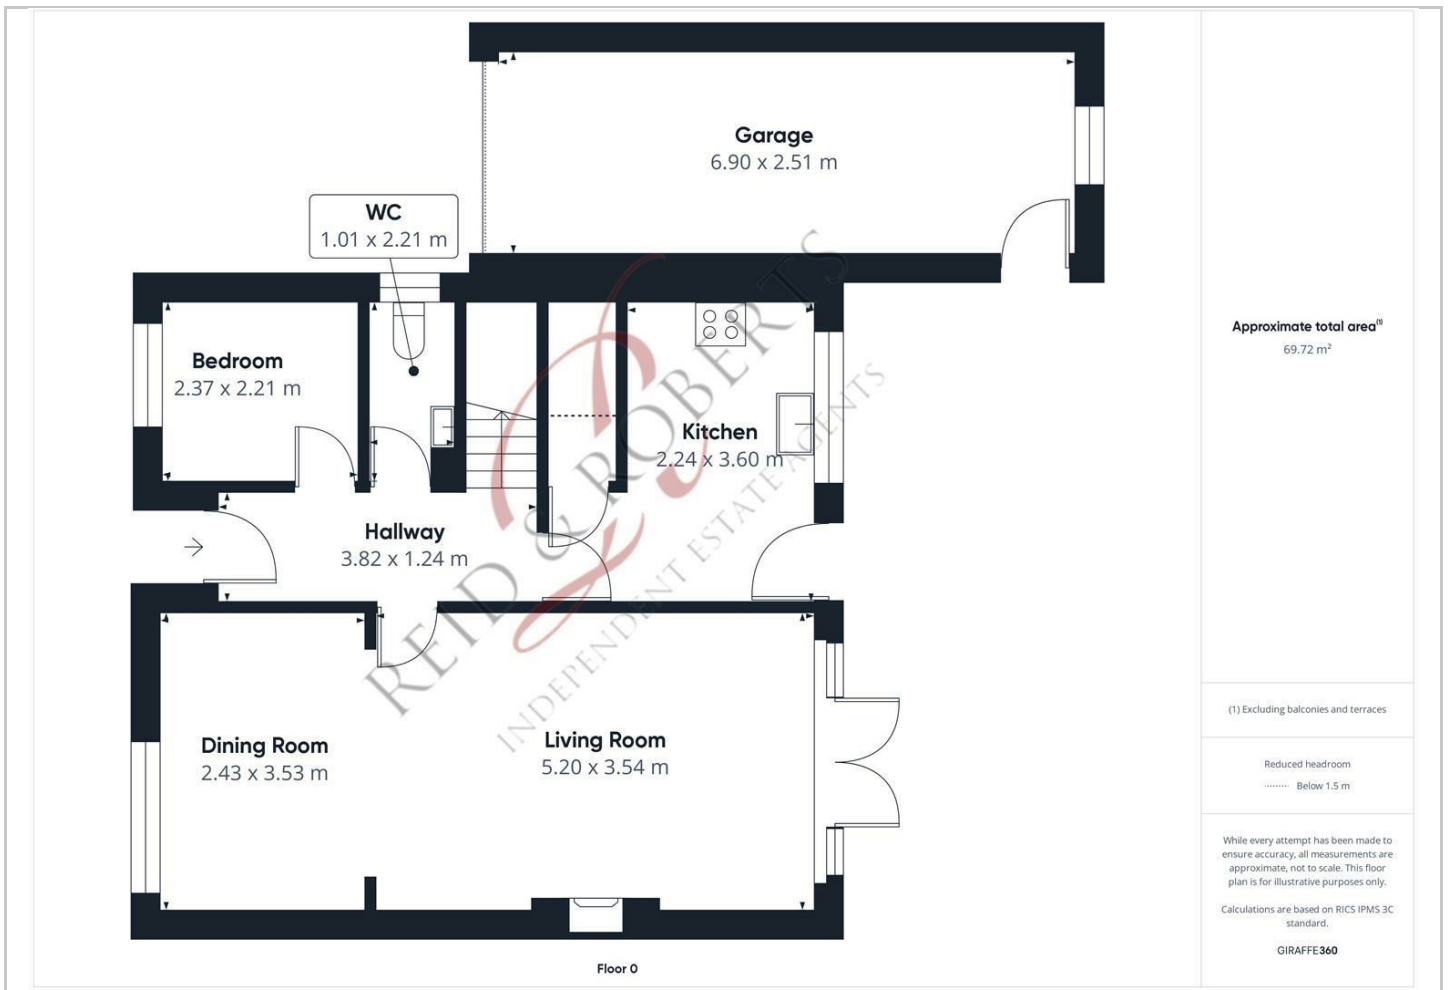 Garage
6.90 x 2.51 m
WC
1.01 x 2.21 m
Bedroom
2.37 x 2.21 m
Kitchen
2.24 x 3.60 m
Hallway
3.82 x 1.24 m
Dining Room
2.43 x 3.53 m
Living Room
5.20 x 3.54 m
REID & ROBERTS
INDEPENDENT ESTATE AGENTS
Floor 0
Approximate total area(1)
69.72 m²
(1) Excluding balconies and terraces
Reduced headroom
Below 1.5 m
While every attempt has been made to
ensure accuracy, all measurements are
approximate, not to scale. This floor
plan is for illustrative purposes only.
Calculations are based on RICS IPMS 3C
standard.
GIRAFFE360